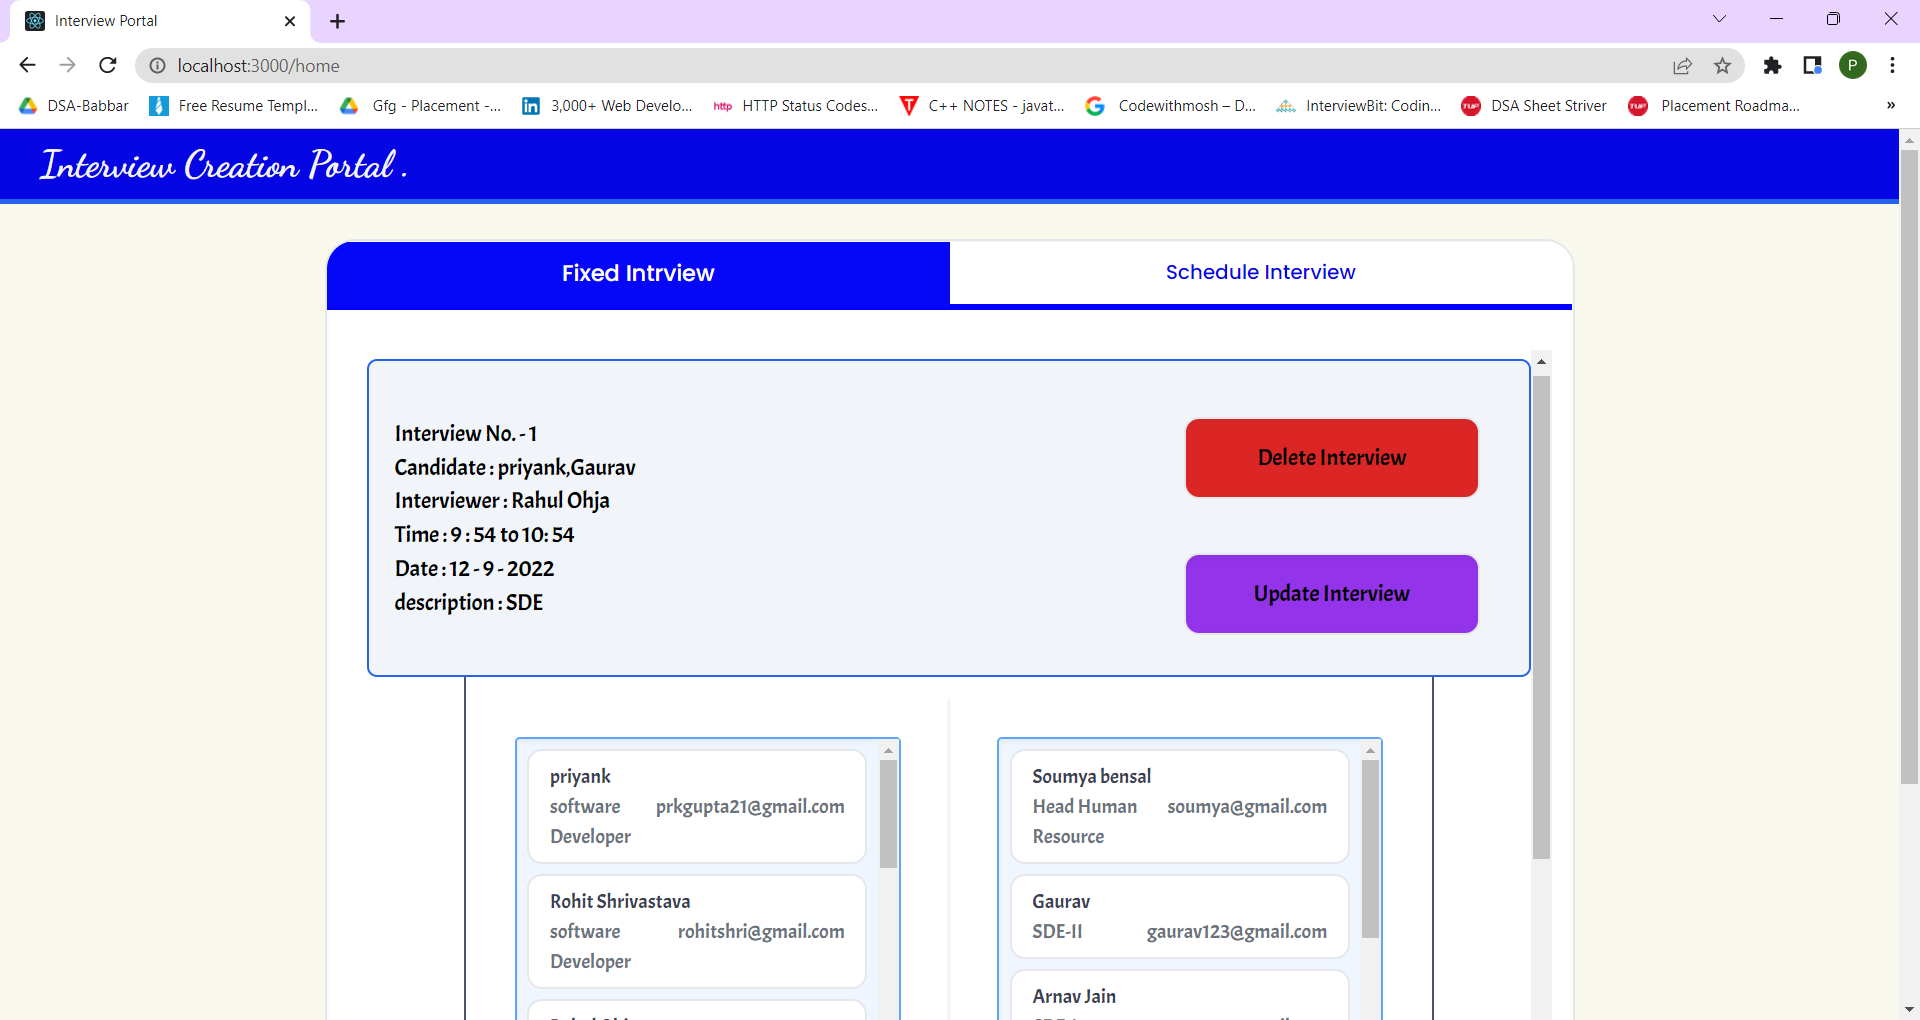 Interview Portal
localhost:3000/home
P
DSA-Babbar
Free Resume Templ...
Gfg - Placement -...
in 3,000+ Web Develo...
http HTTP Status Codes...
T C++ NOTES - javat...
G Codewithmosh – D...
InterviewBit: Codin...
TUF DSA Sheet Striver
TUF Placement Roadma...
»
Interview Creation Portal .
Fixed Intrview
Schedule Interview
Interview No. - 1
Candidate : priyank,Gaurav
Interviewer : Rahul Ohja
Time : 9 : 54 to 10: 54
Date : 12 - 9 - 2022
description : SDE
Delete Interview
Update Interview
priyank
software Developer
prkgupta21@gmail.com
Rohit Shrivastava
software Developer
rohitshri@gmail.com
Soumya bensal
Head Human Resource
soumya@gmail.com
Gaurav
SDE-II
gaurav123@gmail.com
Arnav Jain